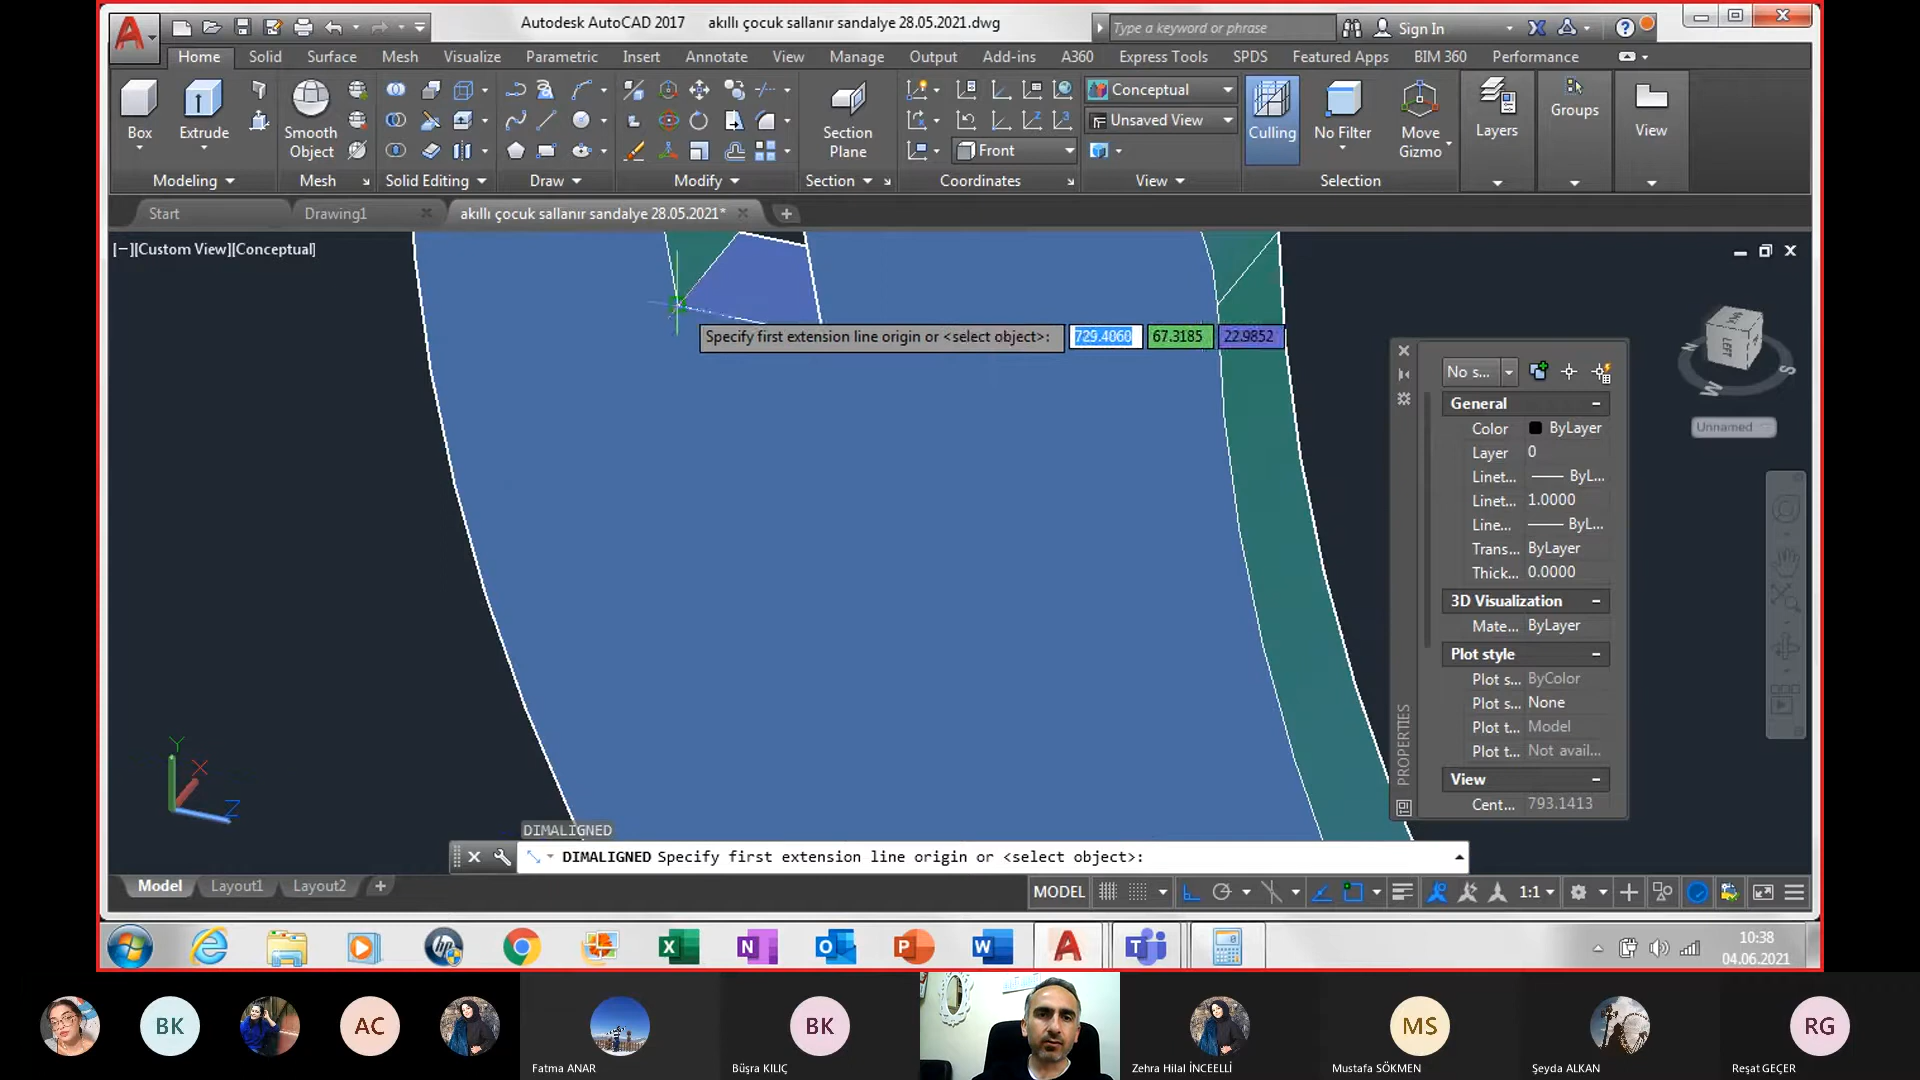 Autodesk AutoCAD 2017 akıllı çocuk sallanır sandalye 28.05.2021.dwg
Type a keyword or phrase
Sign In
Home Solid Surface Mesh Visualize Parametric Insert Annotate View Manage Output Add-ins A360 Express Tools SPDS Featured Apps BIM 360 Performance
Box
Extrude
Smooth
Object
Section
Plane
Front
Conceptual
Unsaved View
Culling
No Filter
Move
Gizmo
Layers
Groups
View
Modeling
Mesh
Solid Editing
Draw
Modify
Section
Coordinates
View
Selection
Start
Drawing1
akıllı çocuk sallanır sandalye 28.05.2021*
[−][Custom View][Conceptual]
Specify first extension line origin or <select object>:
729.4060
67.3185
22.9852
LEFT
BACK
N
S
W
Unnamed
No s...
General
Color ByLayer
Layer 0
Linet... ByL...
Linet... 1.0000
Line... ByL...
Trans... ByLayer
Thick... 0.0000
3D Visualization
Mate... ByLayer
Plot style
Plot s... ByColor
Plot s... None
Plot t... Model
Plot t... Not avail...
View
Cent... 793.1413
PROPERTIES
Y
X
Z
DIMALIGNED
DIMALIGNED Specify first extension line origin or <select object>:
Model Layout1 Layout2
MODEL
1:1
10:38
04.06.2021
BK
AC
BK
MS
RG
Fatma ANAR
Büşra KILIÇ
Zehra Hilal İNCEELLİ
Mustafa SÖKMEN
Şeyda ALKAN
Reşat GEÇER